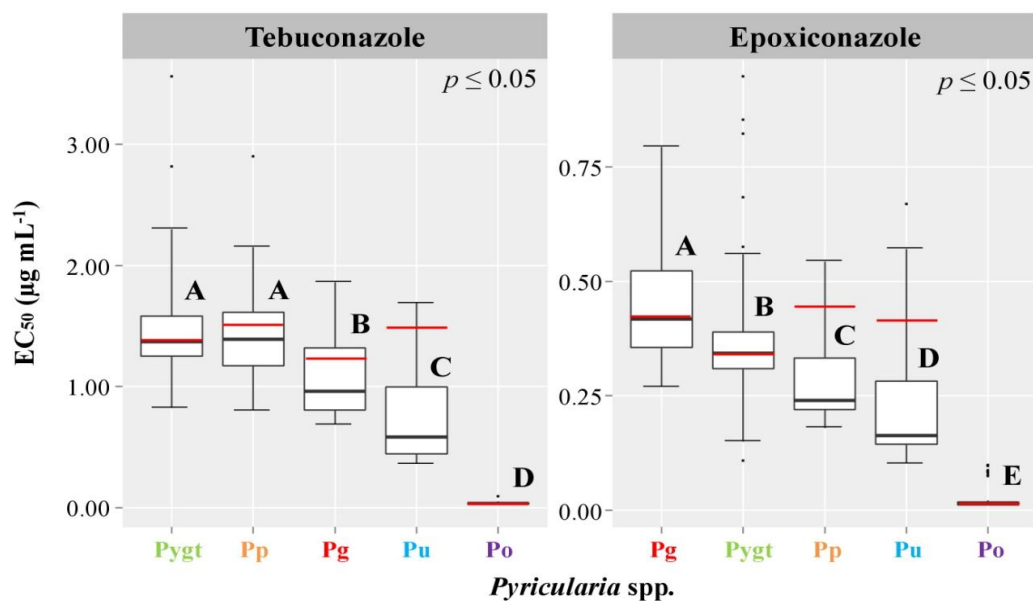 Tebuconazole
Epoxiconazole
p ≤ 0.05
p ≤ 0.05
EC50 (µg mL-1)
3.00
2.00
1.00
0.00
A
A
B
C
D
0.75
0.50
0.25
0.00
A
B
C
D
E
Pygt Pp Pg Pu Po
Pg Pygt Pp Pu Po
Pyricularia spp.